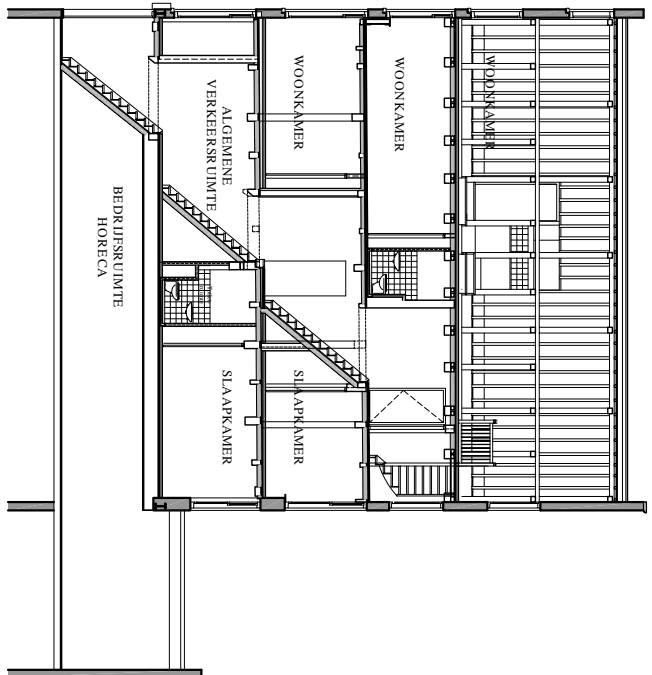 WOONKAMER
WOONKAMER
WOONKAMER
ALGEMENE
VERKEERSRUIMTE
BEDRIJFSRUIMTE
HORECA
SLAAPKAMER
SLAAPKAMER